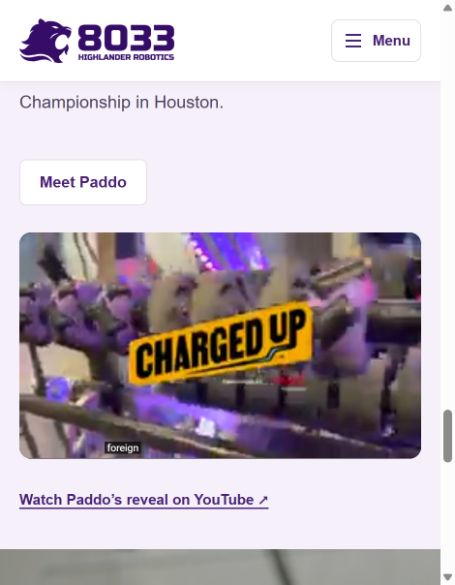 8033
HIGHLANDER ROBOTICS
Menu
Championship in Houston.
Meet Paddo
CHARGED UP
foreign
Watch Paddo’s reveal on YouTube ↗